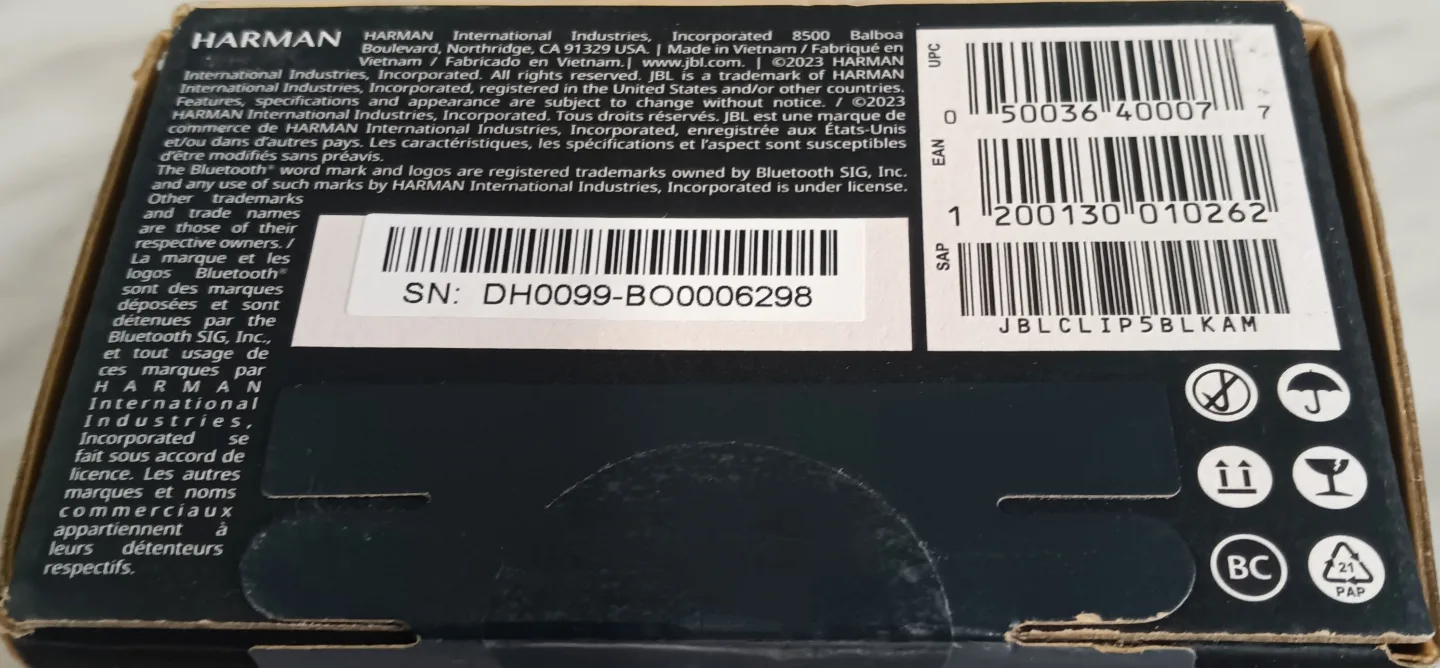 HARMAN
HARMAN International Industries, Incorporated 8500 Balboa
Boulevard, Northridge, CA 91329 USA. | Made in Vietnam / Fabriqué en
Vietnam / Fabricado en Vietnam.| www.jbl.com. | ©2023 HARMAN
International Industries, Incorporated. All rights reserved. JBL is a trademark of HARMAN
International Industries, Incorporated, registered in the United States and/or other countries.
Features, specifications and appearance are subject to change without notice. / ©2023
HARMAN International Industries, Incorporated. Tous droits réservés. JBL est une marque de
commerce de HARMAN International Industries, Incorporated, enregistrée aux États-Unis
et/ou dans d'autres pays. Les caractéristiques, les spécifications et l'aspect sont susceptibles
d'être modifiés sans préavis.
The Bluetooth® word mark and logos are registered trademarks owned by Bluetooth SIG, Inc.
and any use of such marks by HARMAN International Industries, Incorporated is under license.
Other trademarks
and trade names
are those of their
respective owners. /
La marque et les
logos Bluetooth®
sont des marques
déposées et sont
détenues par the
Bluetooth SIG, Inc.,
et tout usage de
ces marques par
HARMAN
International
Industries,
Incorporated se
fait sous accord de
licence. Les autres
marques et noms
commerciaux
appartiennent à
leurs détenteurs
respectifs.
SN: DH0099-BO0006298
UPC
0 50036 40007 7
EAN
1 200130 010262
SAP
JBLCLIP5BLKAM
BC
21
PAP